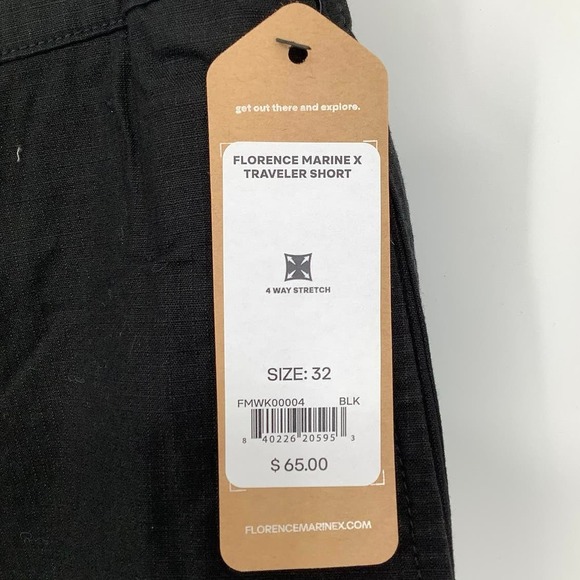 get out there and explore.
FLORENCE MARINE X
TRAVELER SHORT
4 WAY STRETCH
SIZE: 32
FMWK00004 BLK
8 40226 20595 3
$ 65.00
FLORENCEMARINEX.COM